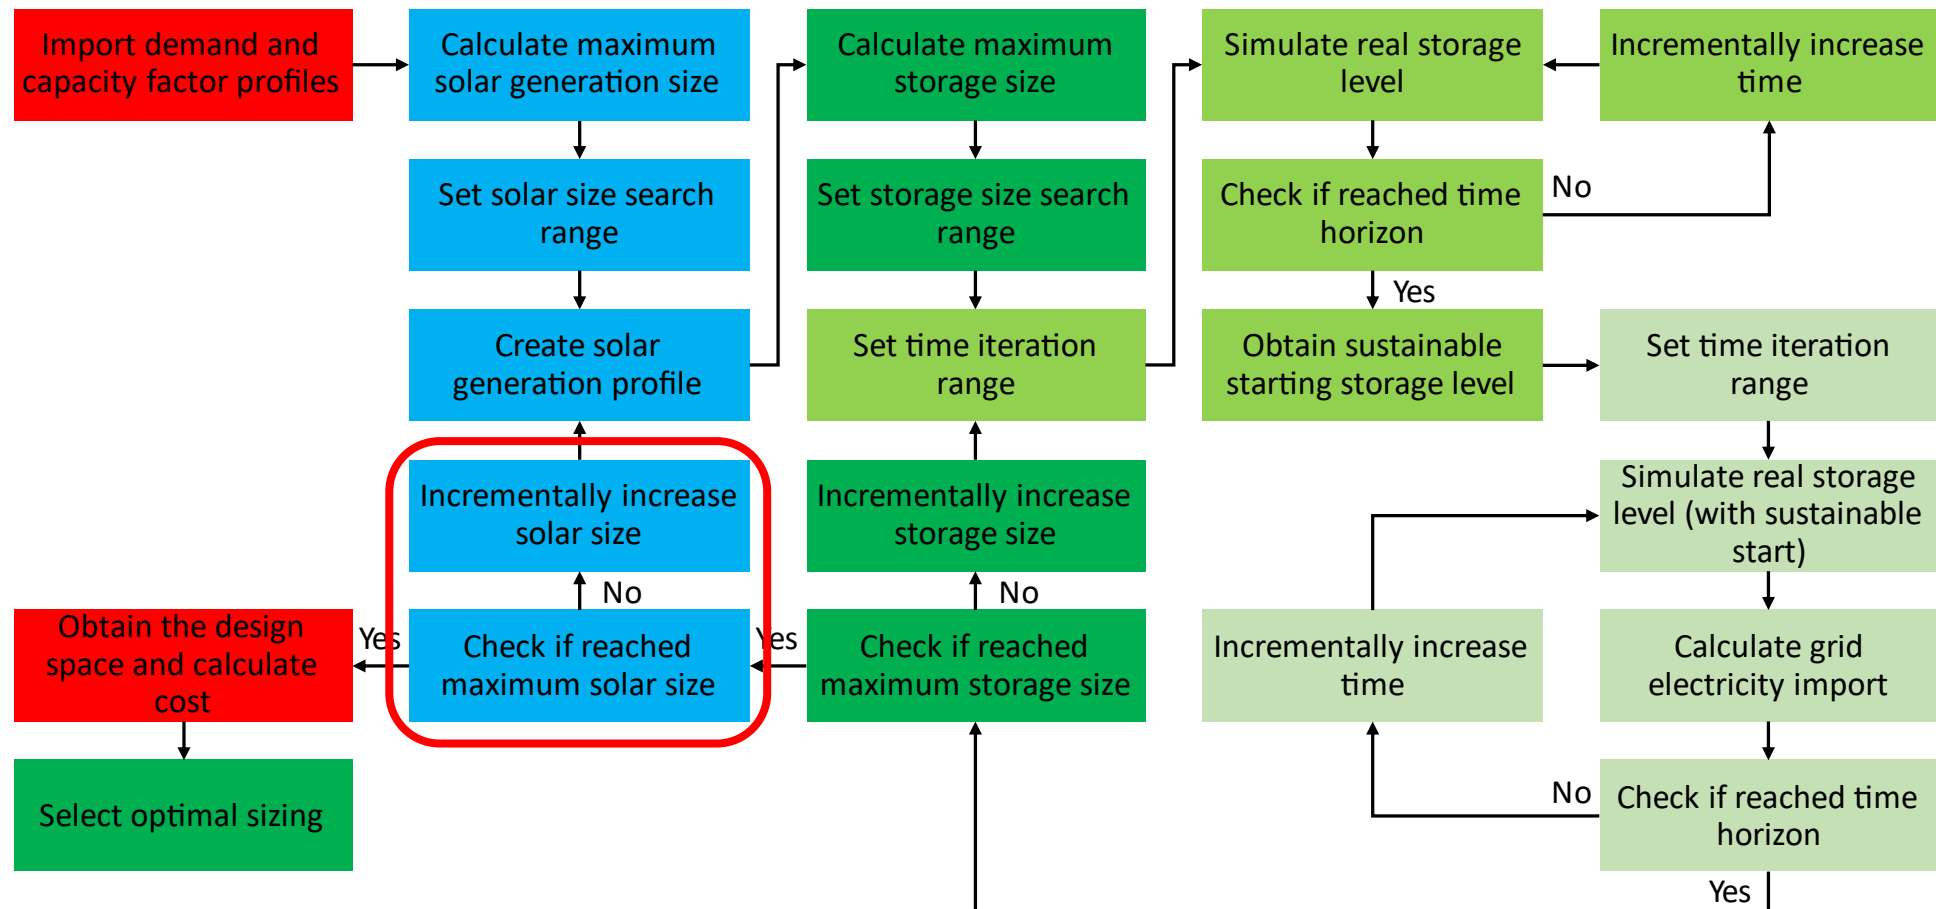 Import demand and
capacity factor profiles
Calculate maximum
solar generation size
Calculate maximum
storage size
Simulate real storage
level
Incrementally increase
time
Set solar size search
range
Set storage size search
range
Check if reached time
horizon
No
Yes
Create solar
generation profile
Set time iteration
range
Obtain sustainable
starting storage level
Set time iteration
range
Incrementally increase
solar size
Incrementally increase
storage size
Simulate real storage
level (with sustainable
start)
No
No
Obtain the design
space and calculate
cost
Yes
Check if reached
maximum solar size
Yes
Check if reached
maximum storage size
Incrementally increase
time
Calculate grid
electricity import
Select optimal sizing
No
Check if reached time
horizon
Yes